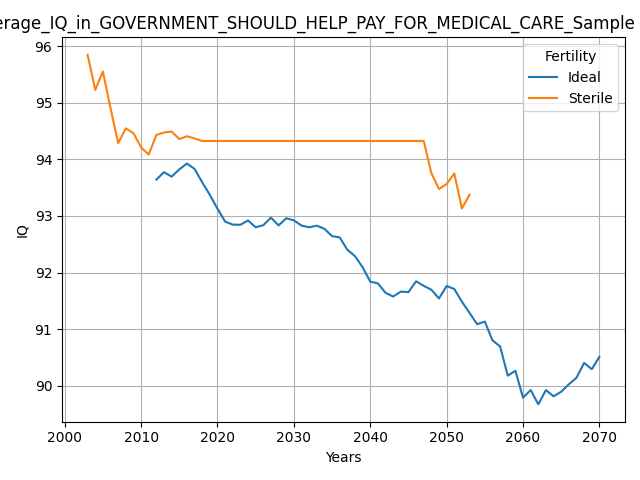 erage_IQ_in_GOVERNMENT_SHOULD_HELP_PAY_FOR_MEDICAL_CARE_Sample
96
95
94
93
92
91
90
IQ
Fertility
Ideal
Sterile
2000 2010 2020 2030 2040 2050 2060 2070
Years